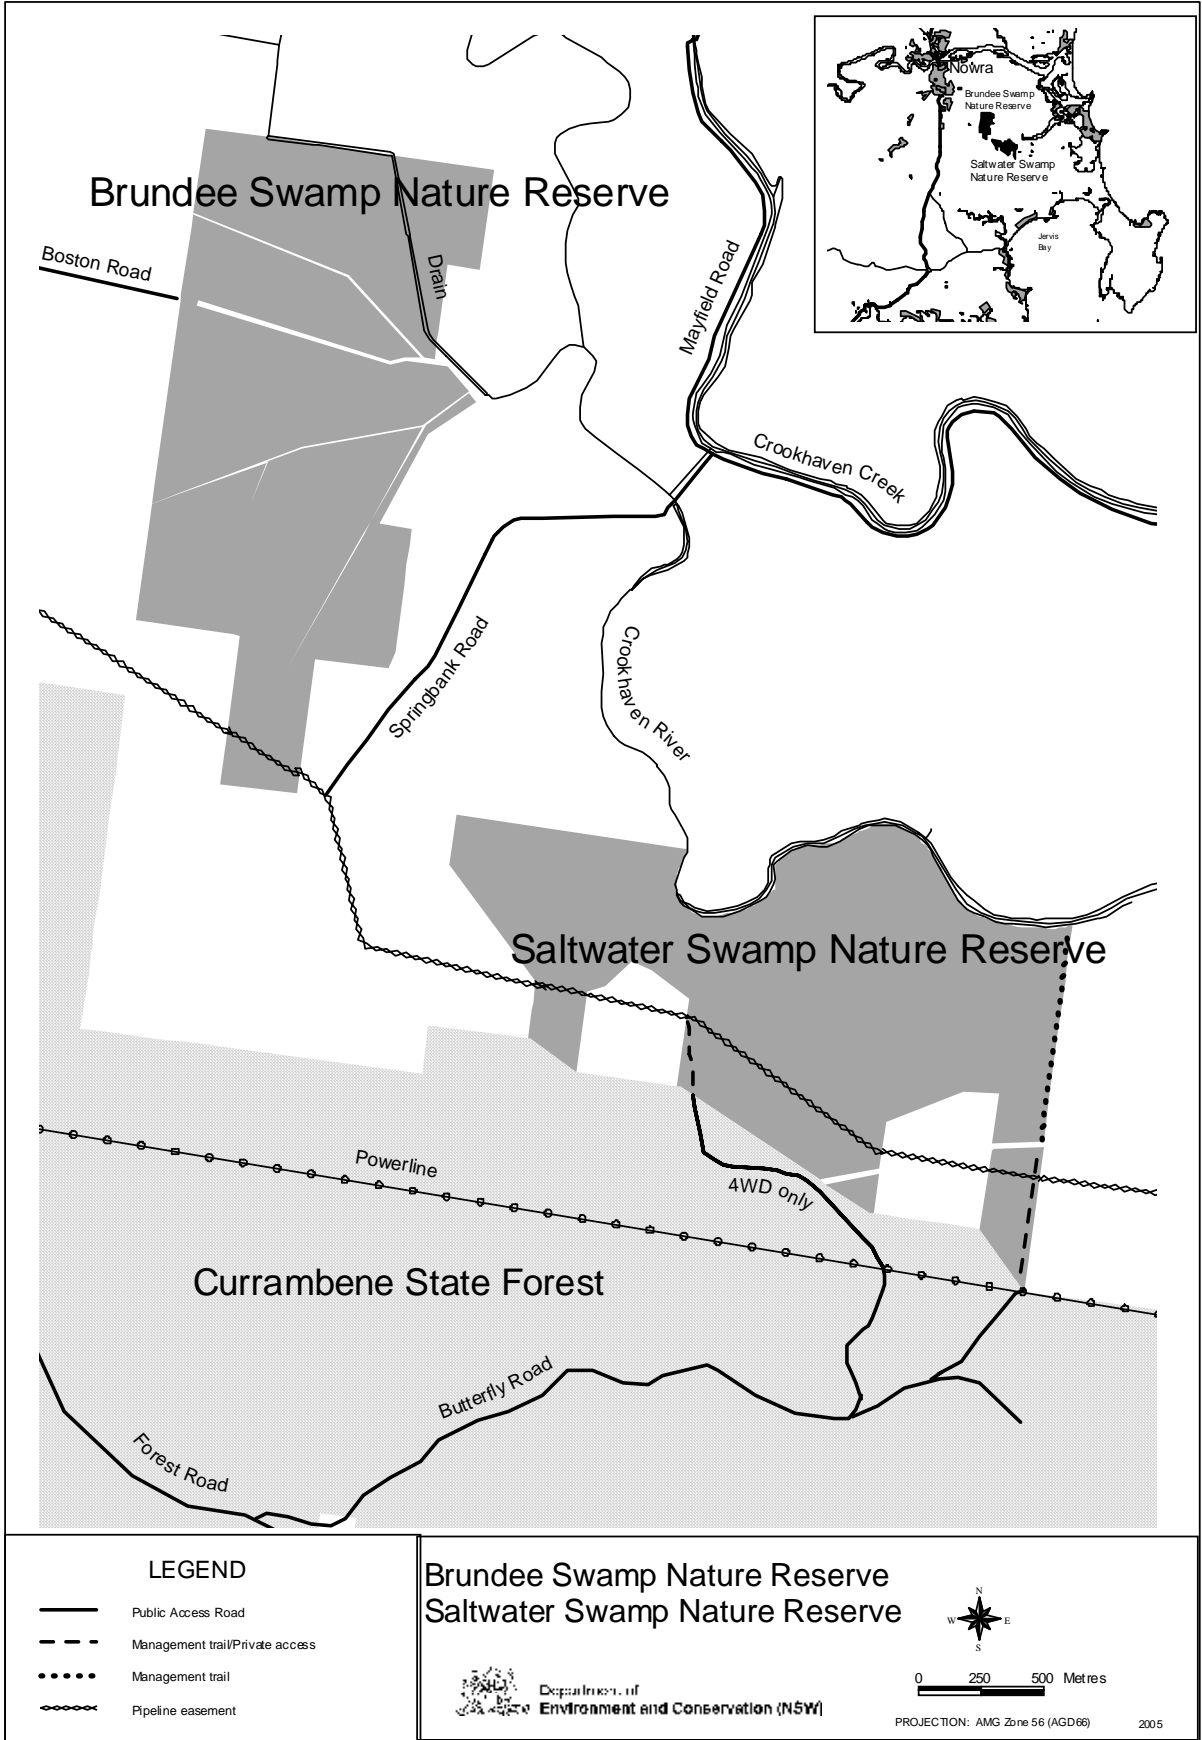 Nowra
Brundee Swamp
Nature Reserve
Saltwater Swamp
Nature Reserve
Jervis
Bay
Brundee Swamp Nature Reserve
Boston Road
Drain
Mayfield Road
Crookhaven Creek
Springbank Road
Crookhaven River
Saltwater Swamp Nature Reserve
Powerline
4WD only
Currambene State Forest
Butterfly Road
Forest Road
LEGEND
Public Access Road
Management trail/Private access
Management trail
Pipeline easement
Brundee Swamp Nature Reserve
Saltwater Swamp Nature Reserve
N
W E
S
Department of
Environment and Conservation (NSW)
0 250 500 Metres
PROJECTION: AMG Zone 56 (AGD66)
2005